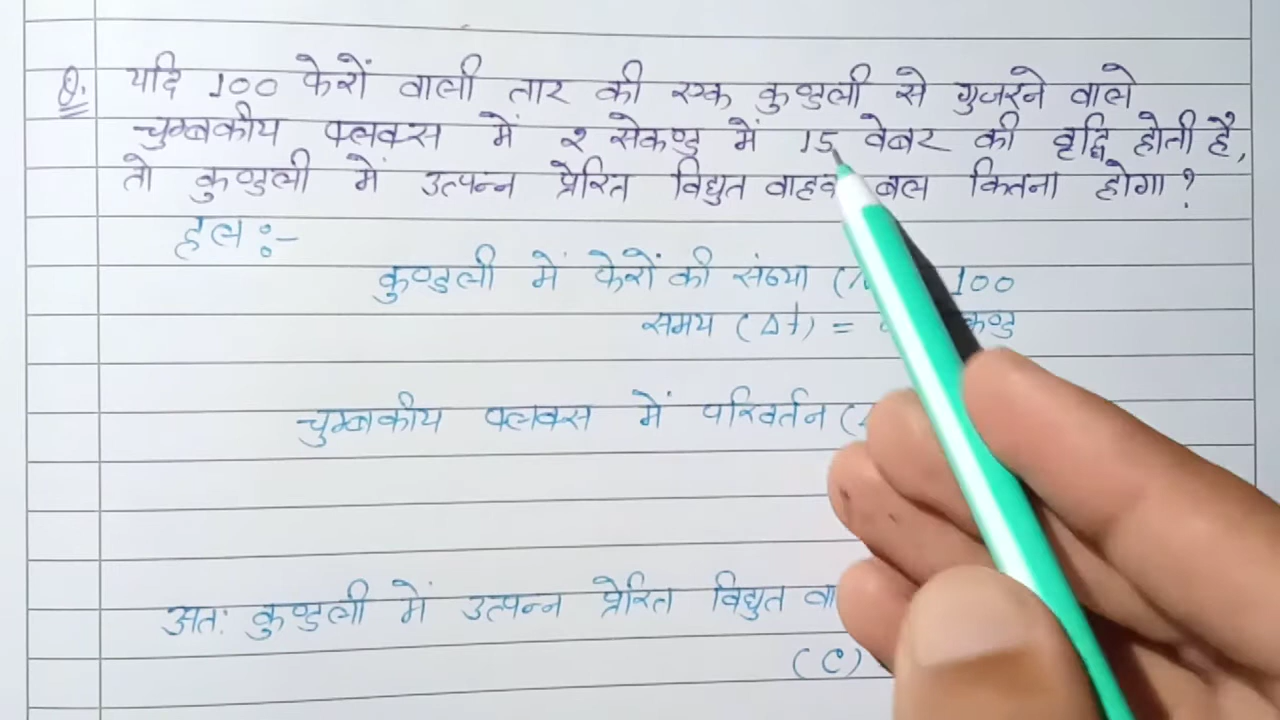 Q. यदि 100 फेरों वाली तार की एक कुण्डली से गुजरने वाले
चुम्बकीय फ्लक्स में २ सेकण्ड में 15 वेबर की वृद्धि होती है,
तो कुण्डली में उत्पन्न प्रेरित विद्युत वाहक बल कितना होगा ?
हल :-
कुण्डली में फेरों की संख्या ( 100
समय (Δt) =
चुम्बकीय फ्लक्स में परिवर्तन (
अतः कुण्डली में उत्पन्न प्रेरित विद्युत
(e)